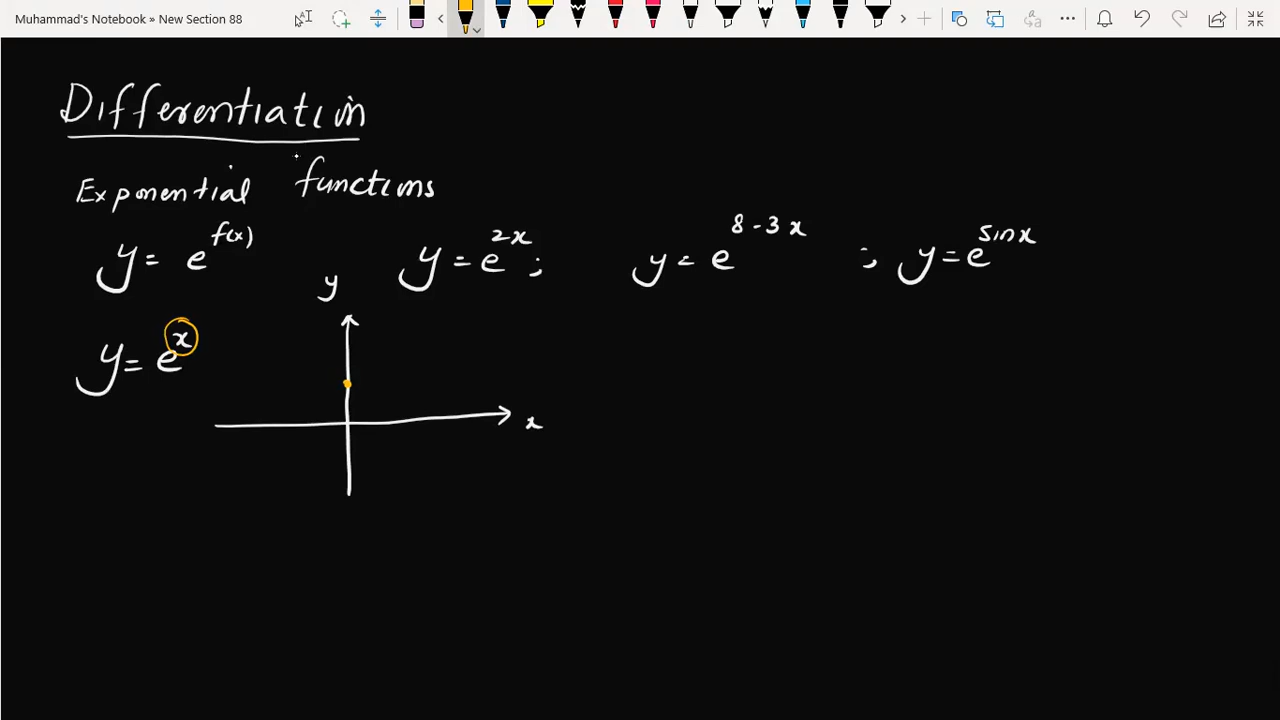 Muhammad's Notebook » New Section 88
Differentiation
Exponential functions
y = e^f(x) y = e^2x ; y = e^8-3x ; y = e^sinx
y
y = e^x
x